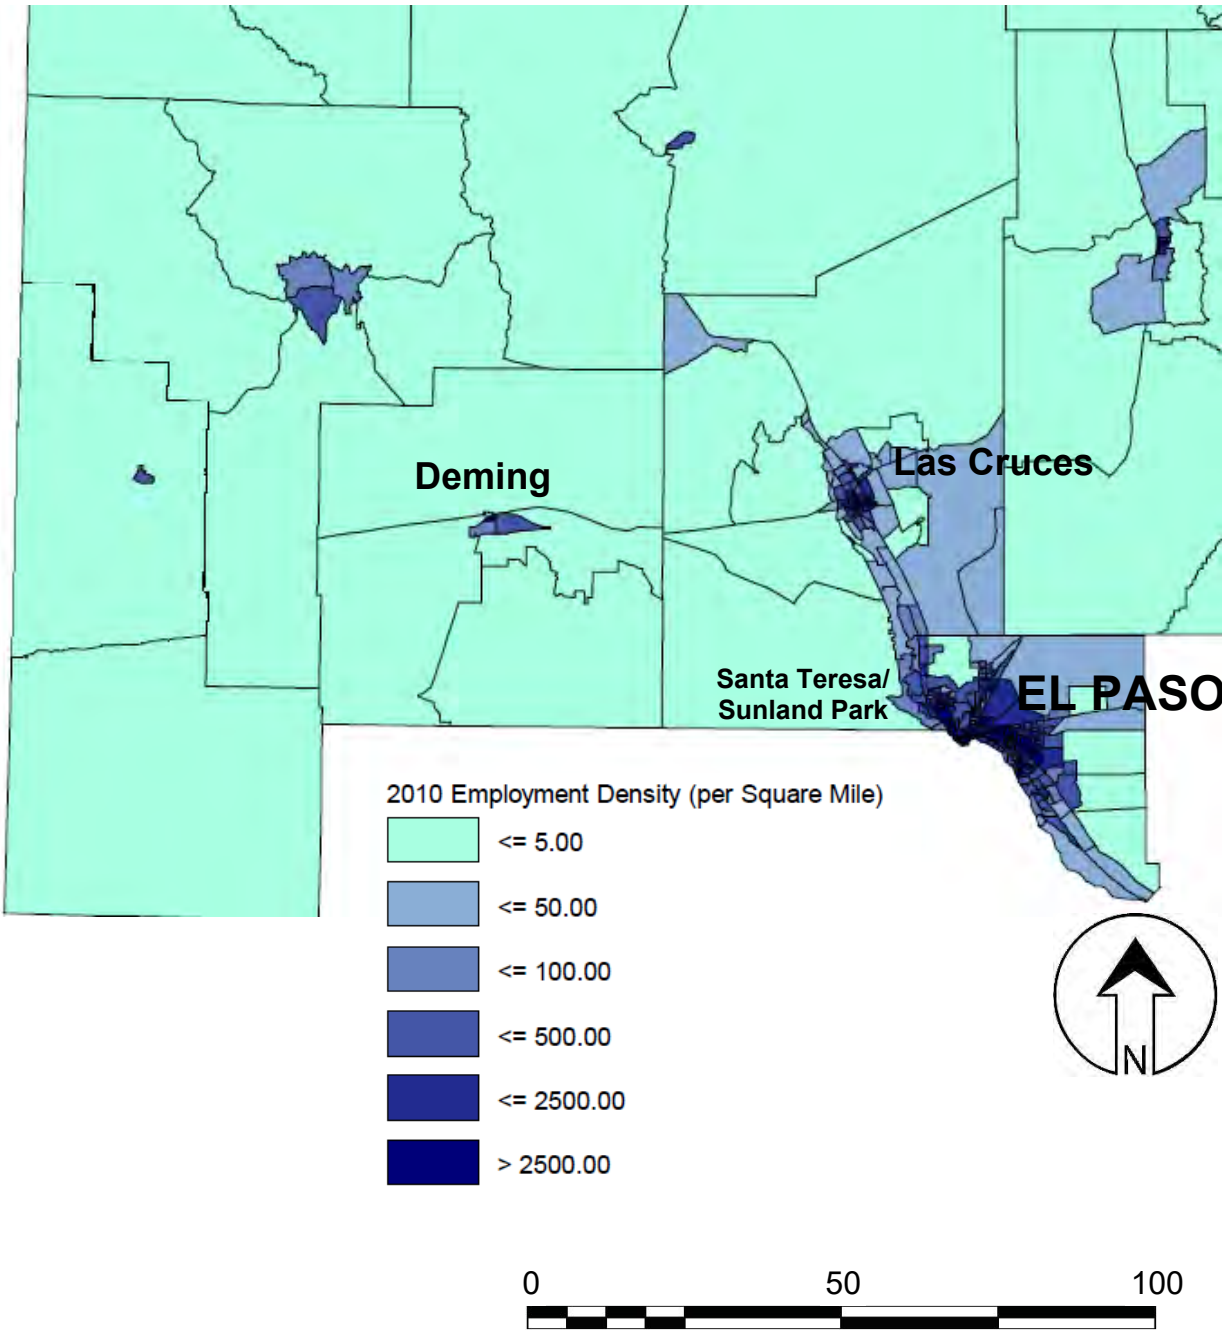 Las Cruces
Deming
Santa Teresa/
Sunland Park
EL PASO
2010 Employment Density (per Square Mile)
<= 5.00
<= 50.00
<= 100.00
<= 500.00
<= 2500.00
> 2500.00
N
0 50 100